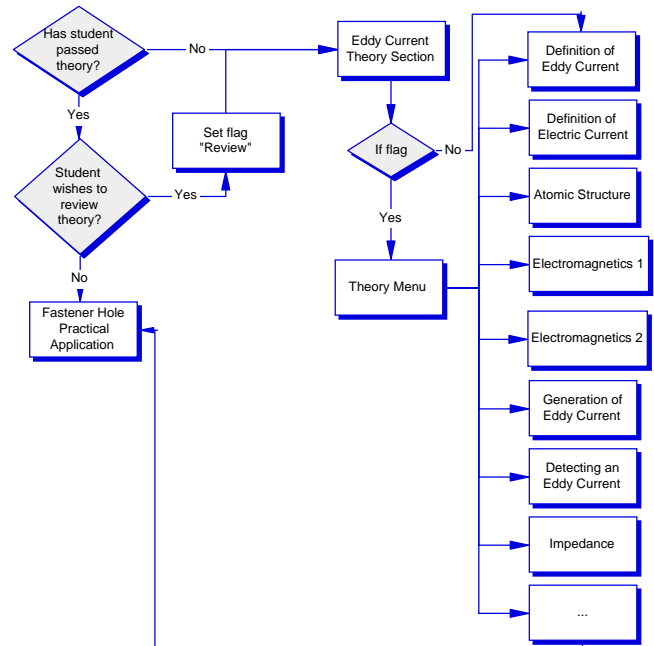 Has student
passed
theory?
No
Yes
Student
wishes to
review
theory?
Yes
No
Set flag
"Review"
Fastener Hole
Practical
Application
Eddy Current
Theory Section
If flag
No
Yes
Theory Menu
Definition of
Eddy Current
Definition of
Electric Current
Atomic Structure
Electromagnetics 1
Electromagnetics 2
Generation of
Eddy Current
Detecting an
Eddy Current
Impedance
...